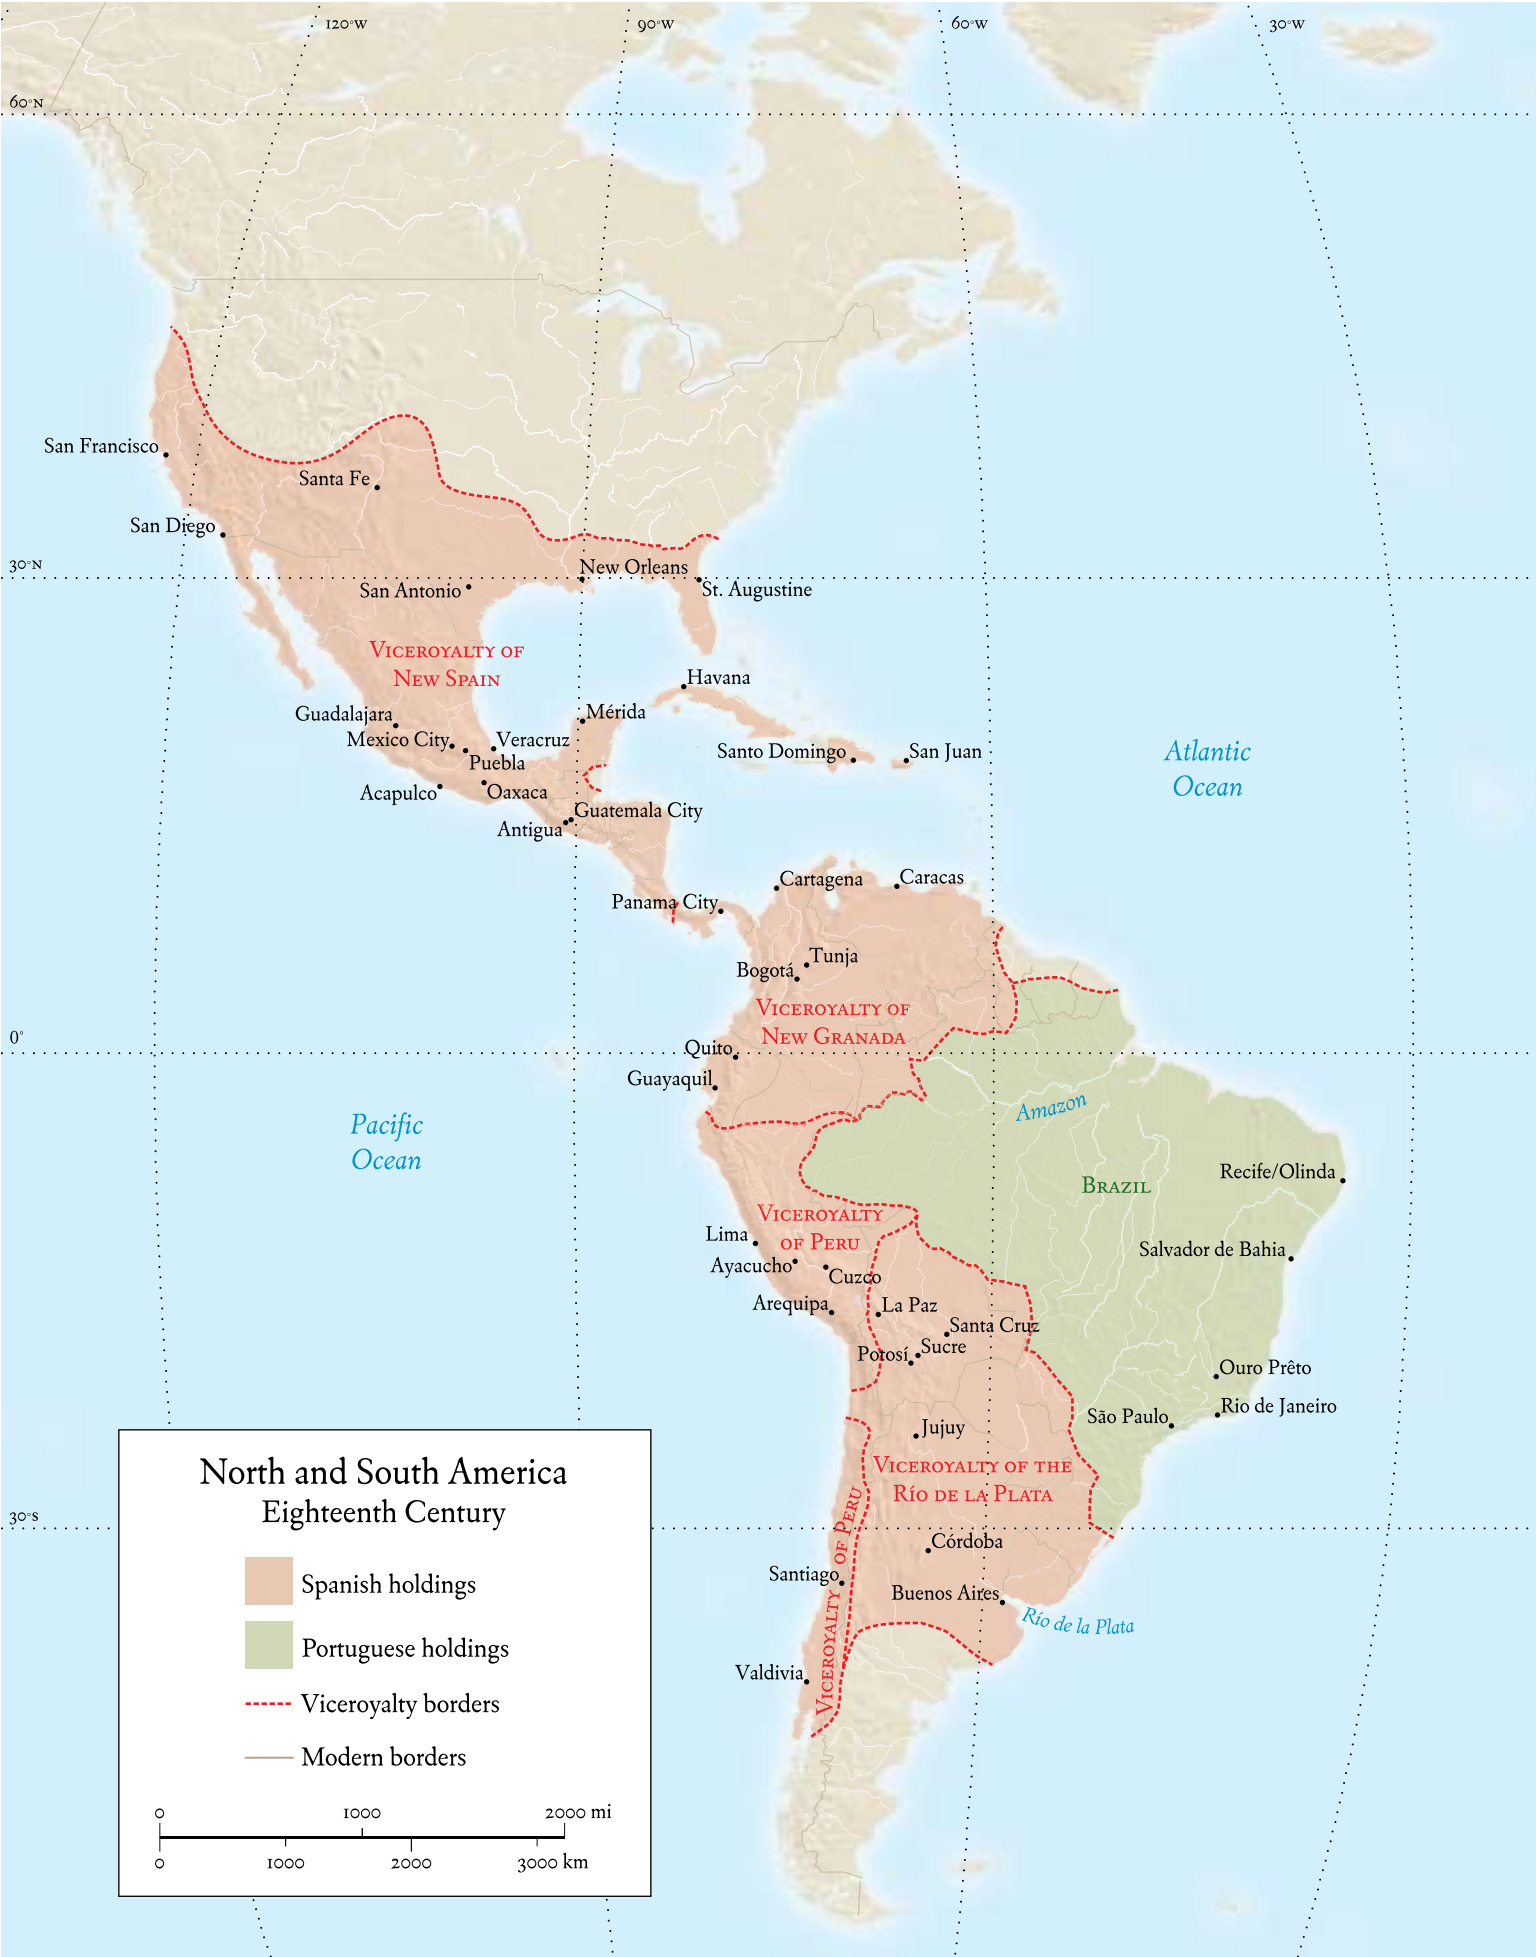 120°W
90°W
60°W
30°W
60°N
San Francisco
Santa Fe
San Diego
30°N
New Orleans
San Antonio
St. Augustine
Viceroyalty of
New Spain
Havana
Guadalajara
Mérida
Mexico City
Veracruz
Puebla
Santo Domingo
San Juan
Atlantic
Ocean
Acapulco
Oaxaca
Guatemala City
Antigua
Cartagena
Caracas
Panama City
Tunja
Bogotá
Viceroyalty of
New Granada
0°
Quito
Guayaquil
Amazon
Pacific
Ocean
Recife/Olinda
Brazil
Viceroyalty
of Peru
Lima
Salvador de Bahia
Ayacucho
Cuzco
Arequipa
La Paz
Santa Cruz
Sucre
Potosí
Ouro Prêto
Rio de Janeiro
São Paulo
Jujuy
Viceroyalty of the
Río de la Plata
Viceroyalty of Peru
30°S
Córdoba
Santiago
Buenos Aires
Río de la Plata
Valdivia
North and South America
Eighteenth Century
Spanish holdings
Portuguese holdings
Viceroyalty borders
Modern borders
0 1000 2000 mi
0 1000 2000 3000 km